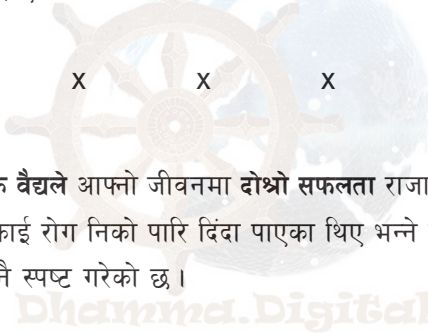 x x x
वैद्यले आफ्नो जीवनमा दोश्रो सफलता राजा
रोग निको पारि दिंदा पाएका थिए भन्ने
स्पष्ट गरेको छ ।
Dhamma.Digital